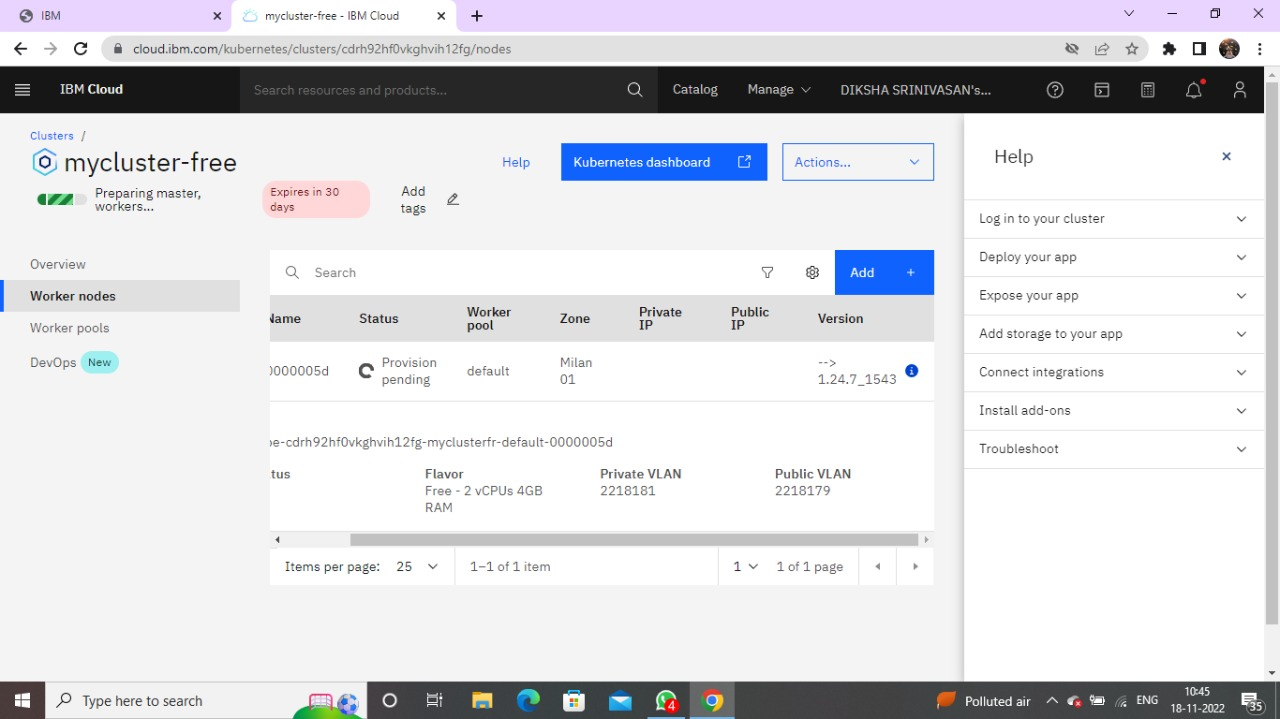 IBM
mycluster-free - IBM Cloud
cloud.ibm.com/kubernetes/clusters/cdrh92hf0vkghvih12fg/nodes
IBM Cloud
Search resources and products...
Catalog
Manage
DIKSHA SRINIVASAN's...
Clusters /
mycluster-free
Preparing master,
workers...
Expires in 30
days
Add
tags
Help
Kubernetes dashboard
Actions...
Overview
Worker nodes
Worker pools
DevOps New
Search
Add +
Name Status Worker pool Zone Private IP Public IP Version
0000005d Provision pending default Milan 01 --> 1.24.7_1543
be-cdrh92hf0vkghvih12fg-myclusterfr-default-0000005d
tus Flavor Private VLAN Public VLAN
Free - 2 vCPUs 4GB RAM 2218181 2218179
Items per page: 25 1–1 of 1 item 1 1 of 1 page
Help
Log in to your cluster
Deploy your app
Expose your app
Add storage to your app
Connect integrations
Install add-ons
Troubleshoot
Type here to search
4
Polluted air
ENG
10:45
18-11-2022
35